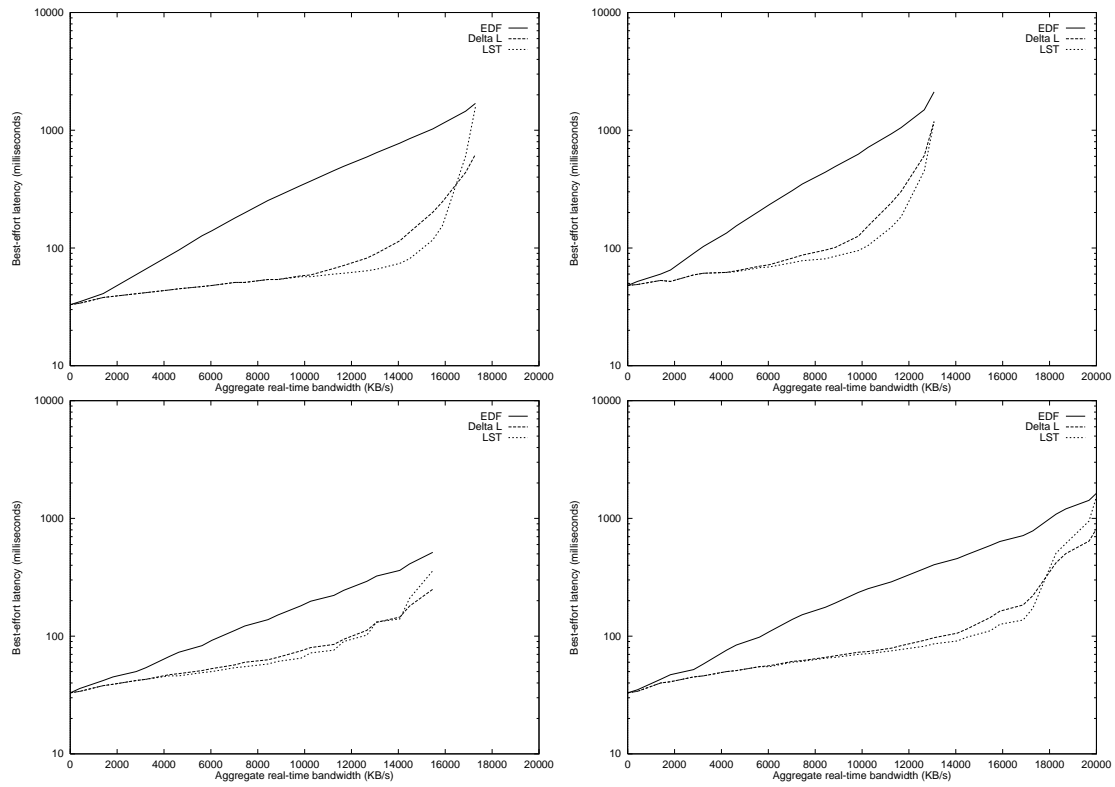 10000
1000
100
10
Best-effort latency (milliseconds)
EDF
Delta L
LST
0 2000 4000 6000 8000 10000 12000 14000 16000 18000 20000
Aggregate real-time bandwidth (KB/s)
10000
1000
100
10
Best-effort latency (milliseconds)
EDF
Delta L
LST
0 2000 4000 6000 8000 10000 12000 14000 16000 18000 20000
Aggregate real-time bandwidth (KB/s)
10000
1000
100
10
Best-effort latency (milliseconds)
EDF
Delta L
LST
0 2000 4000 6000 8000 10000 12000 14000 16000 18000 20000
Aggregate real-time bandwidth (KB/s)
10000
1000
100
10
Best-effort latency (milliseconds)
EDF
Delta L
LST
0 2000 4000 6000 8000 10000 12000 14000 16000 18000 20000
Aggregate real-time bandwidth (KB/s)